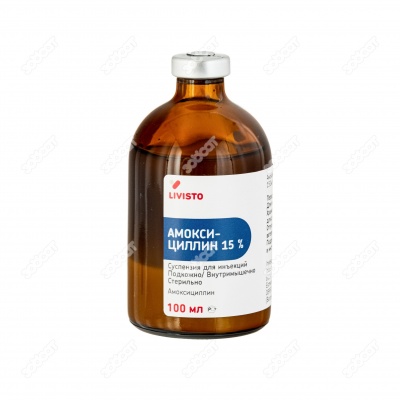 LIVISTO
АМОКСИ-
ЦИЛЛИН 15 %
Суспензия для инъекций
Подкожно/ Внутримышечно
Стерильно
Амоксициллин
100 мл